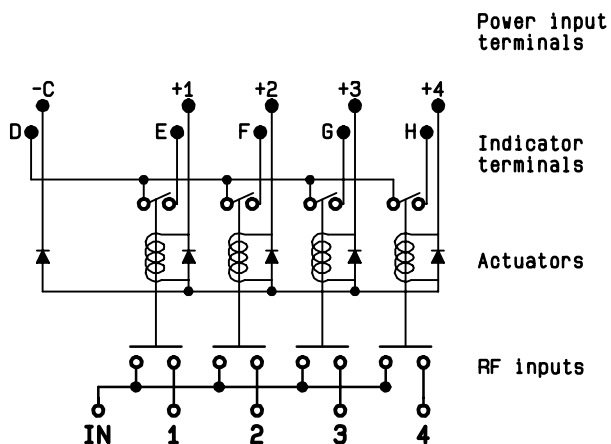 Power input
terminals
-C +1 +2 +3 +4
D E F G H
Indicator
terminals
Actuators
RF inputs
IN 1 2 3 4